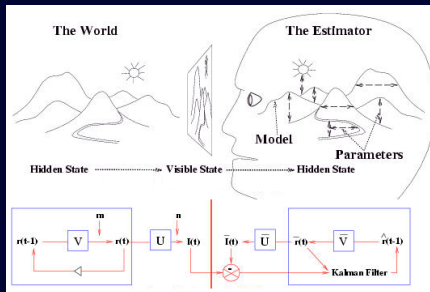 The World
The Estimator
Model
Parameters
Hidden State
Visible State
Hidden State
m
n
r(t-1)
V
r(t)
U
I(t)
I̅(t)
U̅
r̅(t)
V̅
r̂(t-1)
-
Kalman Filter